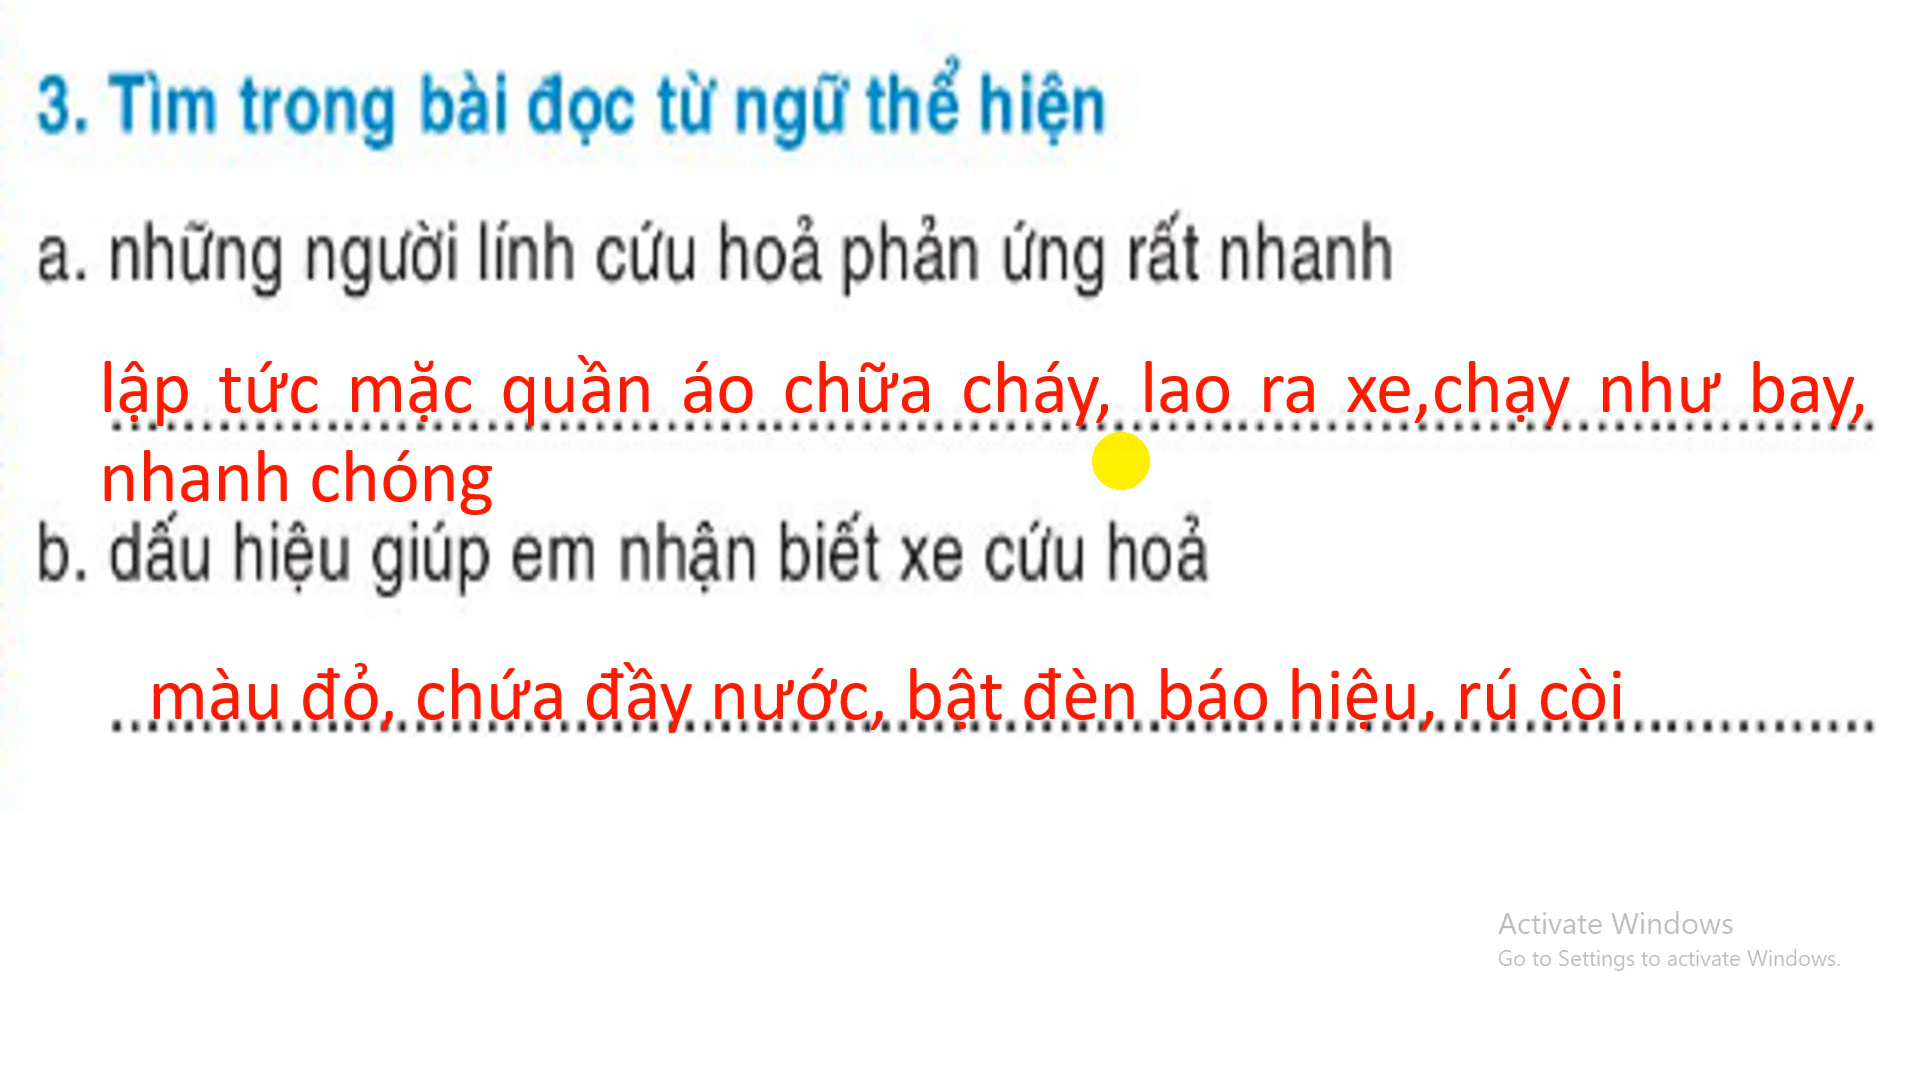 3. Tìm trong bài đọc từ ngữ thể hiện
a. những người lính cứu hoả phản ứng rất nhanh
lập tức mặc quần áo chữa cháy, lao ra xe,chạy như bay,
nhanh chóng
b. dấu hiệu giúp em nhận biết xe cứu hoả
màu đỏ, chứa đầy nước, bật đèn báo hiệu, rú còi
Activate Windows
Go to Settings to activate Windows.